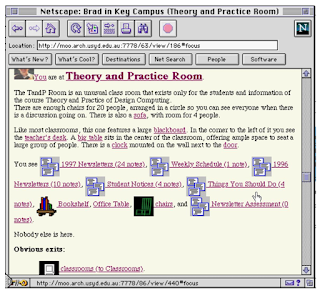 Netscape: Brad in Key Campus (Theory and Practice Room)
Location: http://moo.arch.usyd.edu.au:7778/63/view/186*focus
What's New? What's Cool? Destinations Net Search People Software
You are at Theory and Practice Room
The TandP Room is an unusual class room that exists only for the students and information of
the course Theory and Practice of Design Computing.
There are enough chairs for 20 people, arranged in a circle so you can see everyone when there
is a discussion going on. There is also a sofa, with room for 4 people.
Like most classrooms, this one features a large blackboard. In the corner to the left of it you see
the teacher's desk. A big table sits in the center of the classroom, offering ample space to seat a
large group of people. There is a clock mounted on the wall next to the door.
You see 1997 Newsletters (24 notes), Weekly Schedule (1 note), 1996
Newsletters (10 notes), Student Notices (4 notes), Things You Should Do (4
notes), Bookshelf, Office Table, chairs, and Newsletter Assessment (0
notes).
Nobody else is here.
Obvious exits:
classrooms (to Classrooms).
http://moo.arch.usyd.edu.au:7778/86/view/440*focus